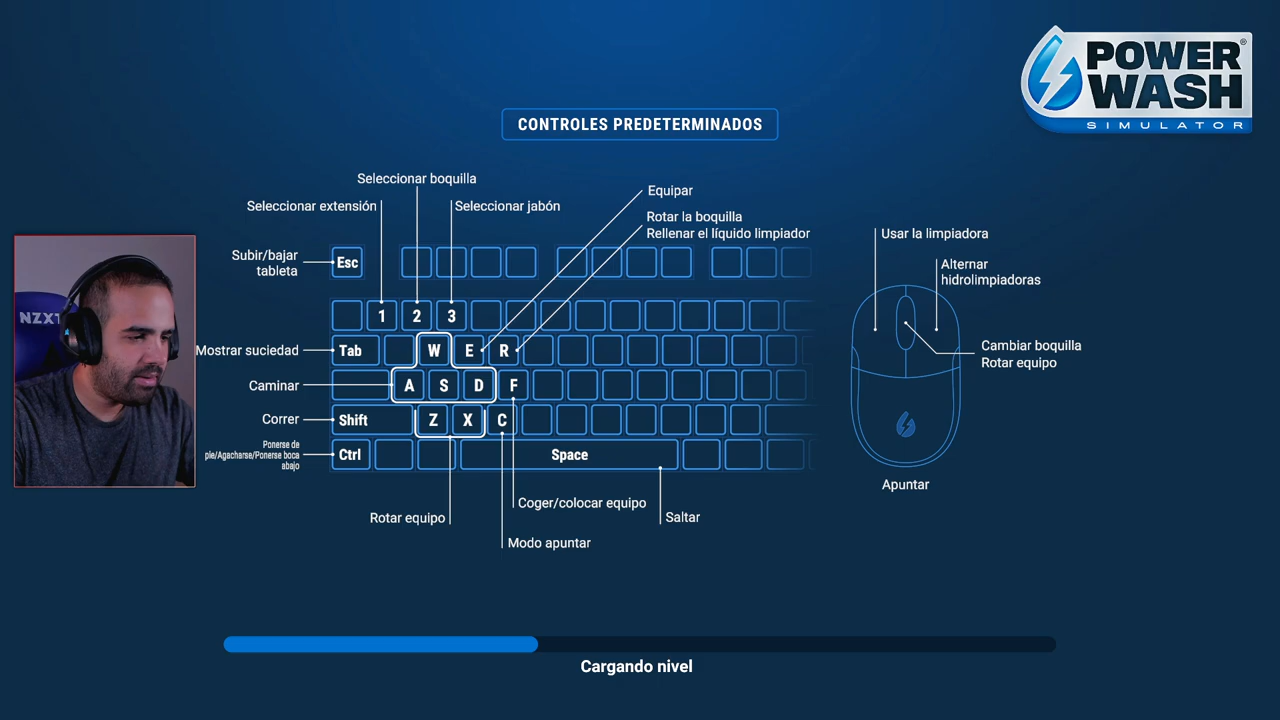 POWER
WASH
SIMULATOR
CONTROLES PREDETERMINADOS
Seleccionar boquilla
Seleccionar extensión
Seleccionar jabón
Equipar
Rotar la boquilla
Rellenar el líquido limpiador
Subir/bajar
tableta
Esc
1 2 3
Mostrar suciedad
Tab W E R
Caminar
A S D F
Correr
Shift Z X C
Ponerse de
pie/Agacharse/Ponerse boca
abajo
Ctrl Space
Rotar equipo
Coger/colocar equipo
Modo apuntar
Saltar
Usar la limpiadora
Alternar
hidrolimpiadoras
Cambiar boquilla
Rotar equipo
Apuntar
NZXT
Cargando nivel